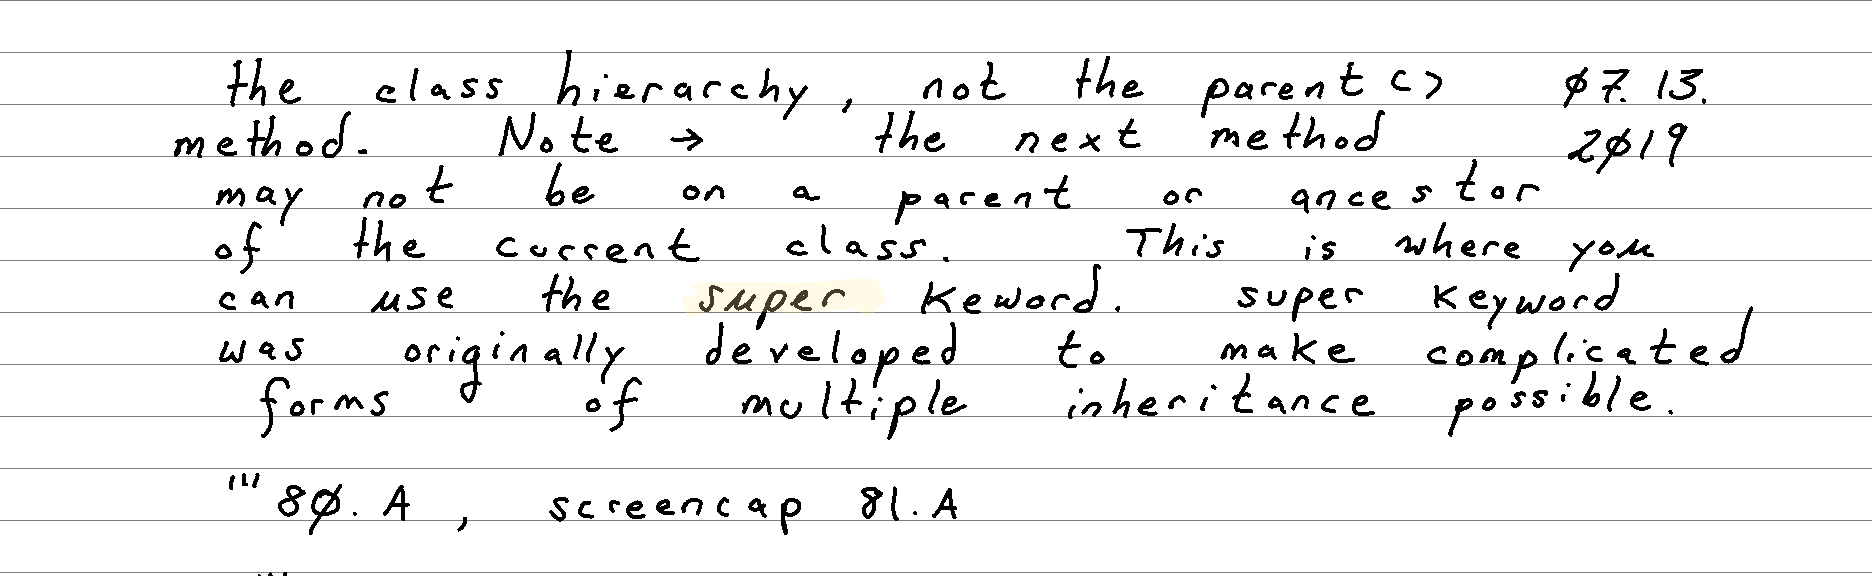 the class hierarchy, not the parent() Ø7.13.
method. Note → the next method 2Ø19
may not be on a parent or ancestor
of the current class. This is where you
can use the super Keword. super Keyword
was originally developed to make complicated
forms of multiple inheritance possible.
8Ø.A, screencap 81.A